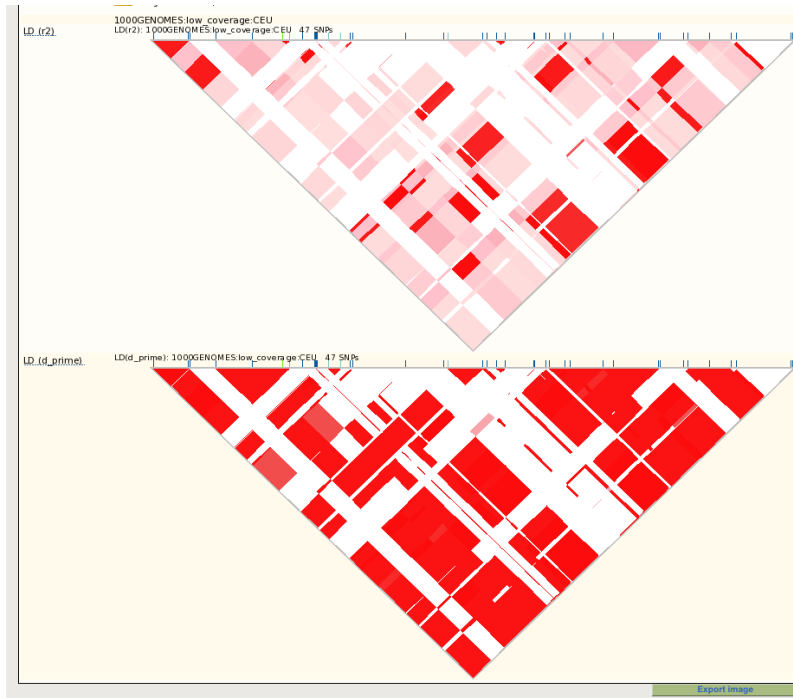 1000GENOMES:low_coverage:CEU
LD (r2)
LD(r2): 1000GENOMES:low_coverage:CEU 47 SNPs
LD (d_prime)
LD(d_prime): 1000GENOMES:low_coverage:CEU 47 SNPs
Export image